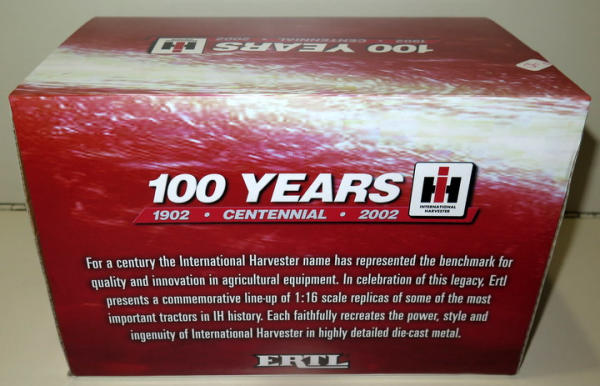 100 YEARS
1902 • CENTENNIAL • 2002
IH
100 YEARS
1902 • CENTENNIAL • 2002
IH
INTERNATIONAL
HARVESTER
For a century the International Harvester name has represented the benchmark for
quality and innovation in agricultural equipment. In celebration of this legacy, Ertl
presents a commemorative line-up of 1:16 scale replicas of some of the most
important tractors in IH history. Each faithfully recreates the power, style and
ingenuity of International Harvester in highly detailed die-cast metal.
ERTL